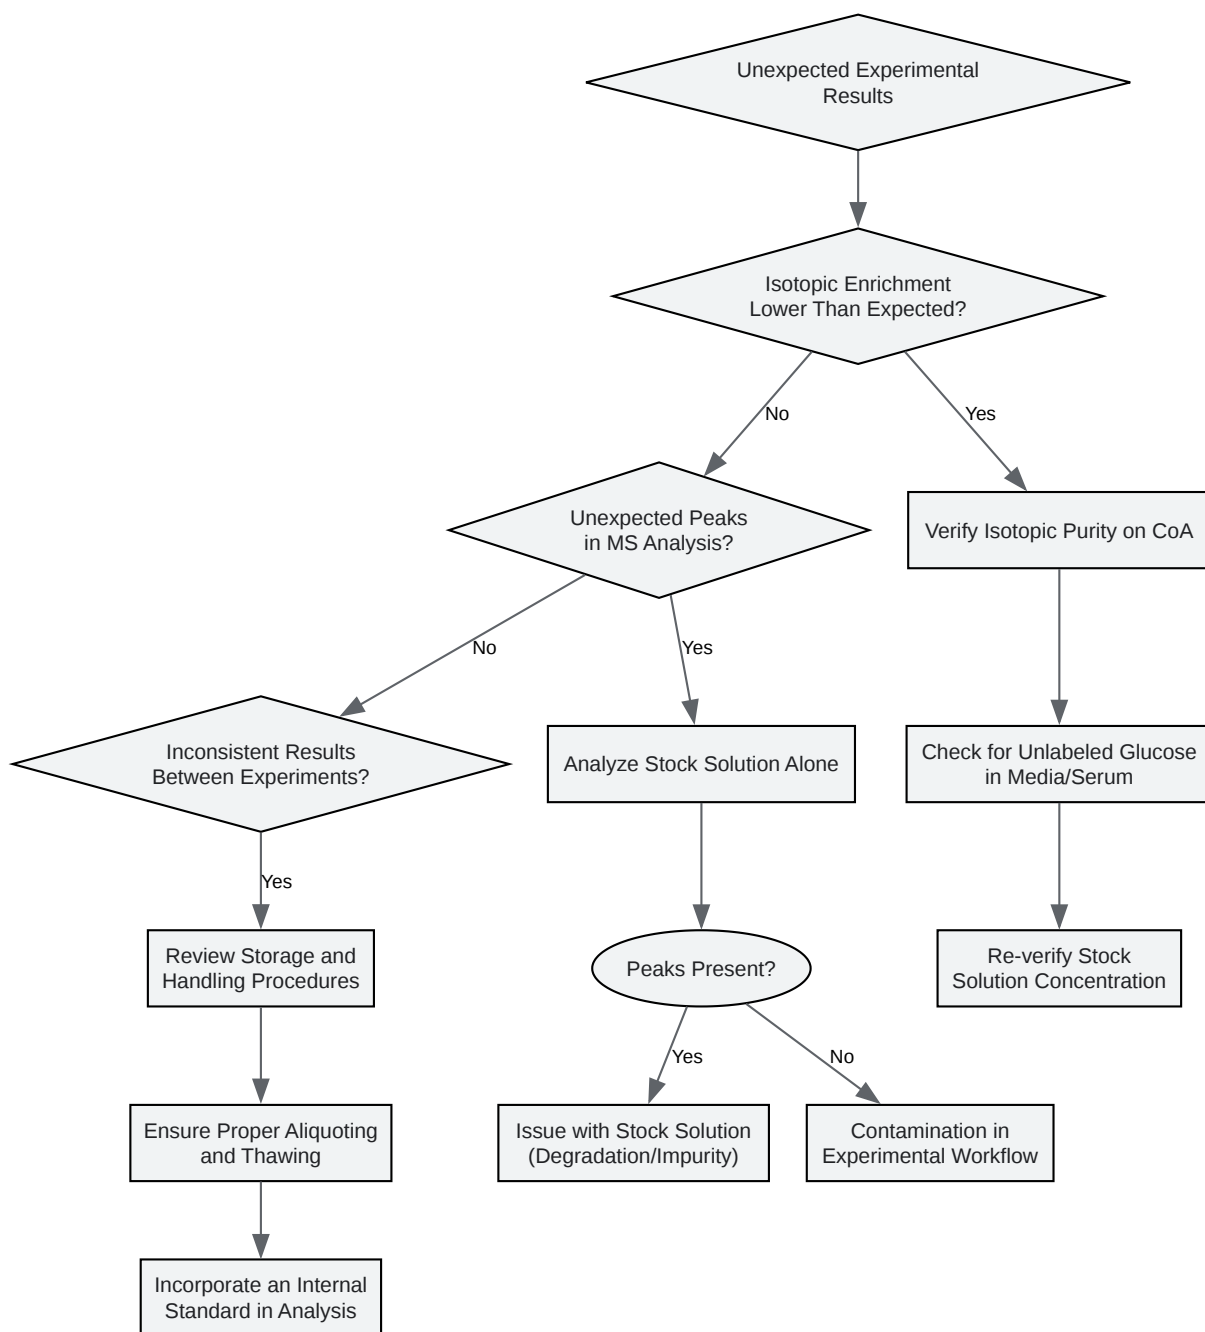 Unexpected Experimental
Results
Isotopic Enrichment
Lower Than Expected?
No
Yes
Unexpected Peaks
in MS Analysis?
Verify Isotopic Purity on CoA
No
Yes
Inconsistent Results
Between Experiments?
Analyze Stock Solution Alone
Check for Unlabeled Glucose
in Media/Serum
Yes
Review Storage and
Handling Procedures
Peaks Present?
Re-verify Stock
Solution Concentration
Yes
No
Ensure Proper Aliquoting
and Thawing
Issue with Stock Solution
(Degradation/Impurity)
Contamination in
Experimental Workflow
Incorporate an Internal
Standard in Analysis